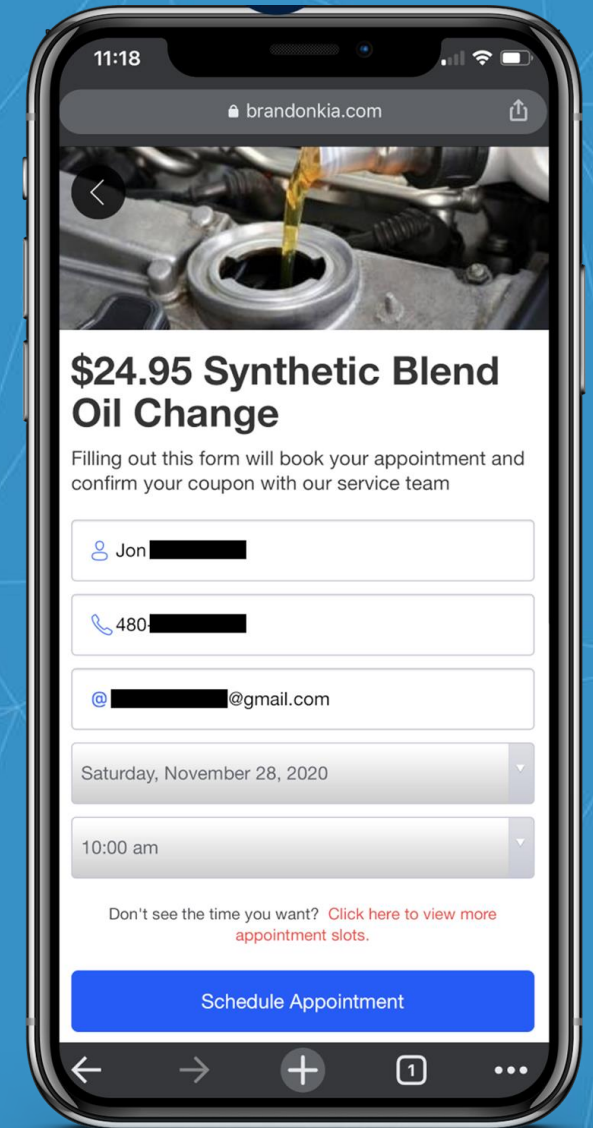 11:18
brandonkia.com
$24.95 Synthetic Blend
Oil Change
Filling out this form will book your appointment and
confirm your coupon with our service team
Jon
480-
@ @gmail.com
Saturday, November 28, 2020
10:00 am
Don't see the time you want? Click here to view more
appointment slots.
Schedule Appointment
1